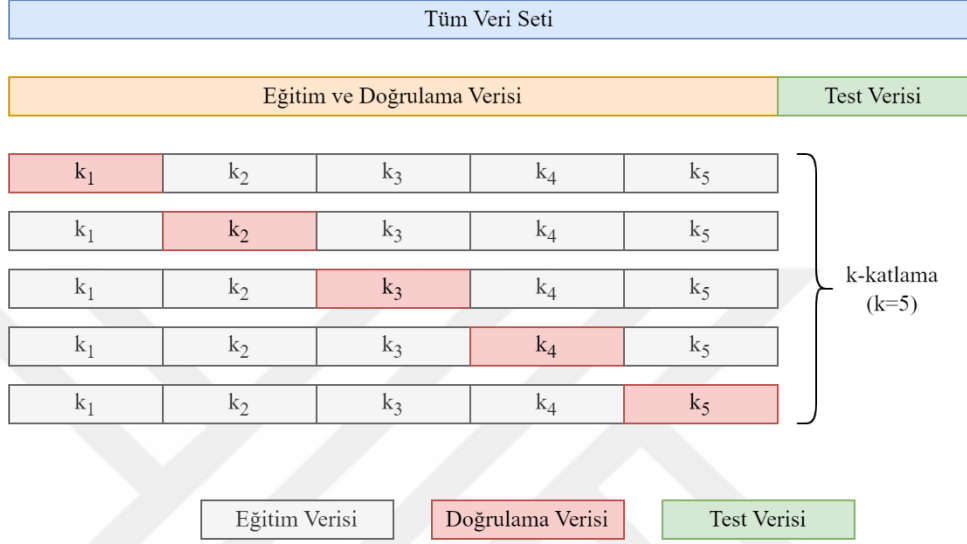 Tüm Veri Seti
Eğitim ve Doğrulama Verisi Test Verisi
k₁ k₂ k₃ k₄ k₅
k₁ k₂ k₃ k₄ k₅
k₁ k₂ k₃ k₄ k₅
k₁ k₂ k₃ k₄ k₅
k₁ k₂ k₃ k₄ k₅
k-katlama
(k=5)
Eğitim Verisi Doğrulama Verisi Test Verisi